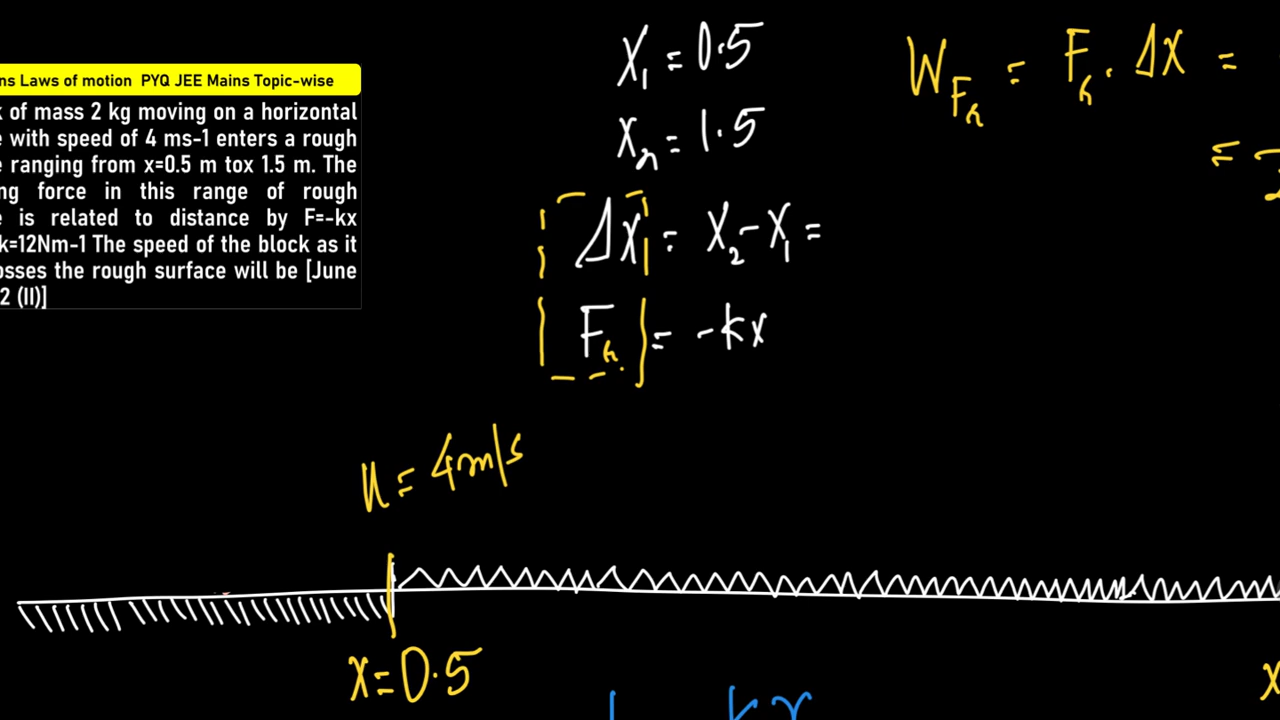 ns Laws of motion PYQ JEE Mains Topic-wise
k of mass 2 kg moving on a horizontal
e with speed of 4 ms-1 enters a rough
e ranging from x=0.5 m tox 1.5 m. The
ng force in this range of rough
e is related to distance by F=-kx
k=12Nm-1 The speed of the block as it
osses the rough surface will be [June
2 (II)]
X₁ = 0.5
X₂ = 1.5
ΔX = X₂-X₁ =
= -kx
= . ΔX =
=
u = 4m/s
x=0.5
x
kx